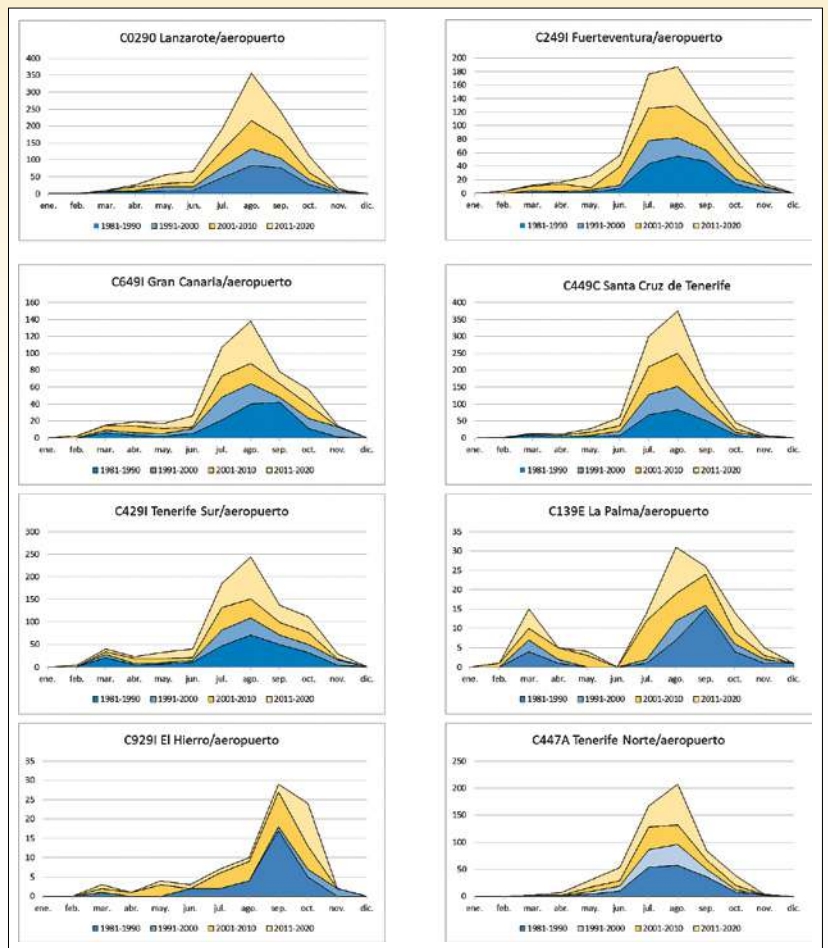 C0290 Lanzarote/aeropuerto
400
350
300
250
200
150
100
50
0
ene. feb. mar. abr. may. jun. jul. ago. sep. oct. nov. dic.
1981-1990 1991-2000 2001-2010 2011-2020
C249I Fuerteventura/aeropuerto
200
180
160
140
120
100
80
60
40
20
0
ene. feb. mar. abr. may. jun. jul. ago. sep. oct. nov. dic.
1981-1990 1991-2000 2001-2010 2011-2020
C649I Gran Canaria/aeropuerto
160
140
120
100
80
60
40
20
0
ene. feb. mar. abr. may. jun. jul. ago. sep. oct. nov. dic.
1981-1990 1991-2000 2001-2010 2011-2020
C449C Santa Cruz de Tenerife
400
350
300
250
200
150
100
50
0
ene. feb. mar. abr. may. jun. jul. ago. sep. oct. nov. dic.
1981-1990 1991-2000 2001-2010 2011-2020
C429I Tenerife Sur/aeropuerto
300
250
200
150
100
50
0
ene. feb. mar. abr. may. jun. jul. ago. sep. oct. nov. dic.
1981-1990 1991-2000 2001-2010 2011-2020
C139E La Palma/aeropuerto
35
30
25
20
15
10
5
0
ene. feb. mar. abr. may. jun. jul. ago. sep. oct. nov. dic.
1981-1990 1991-2000 2001-2010 2011-2020
C929I El Hierro/aeropuerto
35
30
25
20
15
10
5
0
ene. feb. mar. abr. may. jun. jul. ago. sep. oct. nov. dic.
1981-1990 1991-2000 2001-2010 2011-2020
C447A Tenerife Norte/aeropuerto
250
200
150
100
50
0
ene. feb. mar. abr. may. jun. jul. ago. sep. oct. nov. dic.
1981-1990 1991-2000 2001-2010 2011-2020